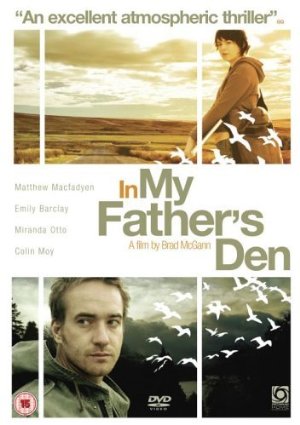 "An excellent atmospheric thriller"
Matthew Macfadyen
Emily Barclay
Miranda Otto
Colin Moy
In My
Father's
A film by Brad McGann
Den
15
DVD
VIDEO